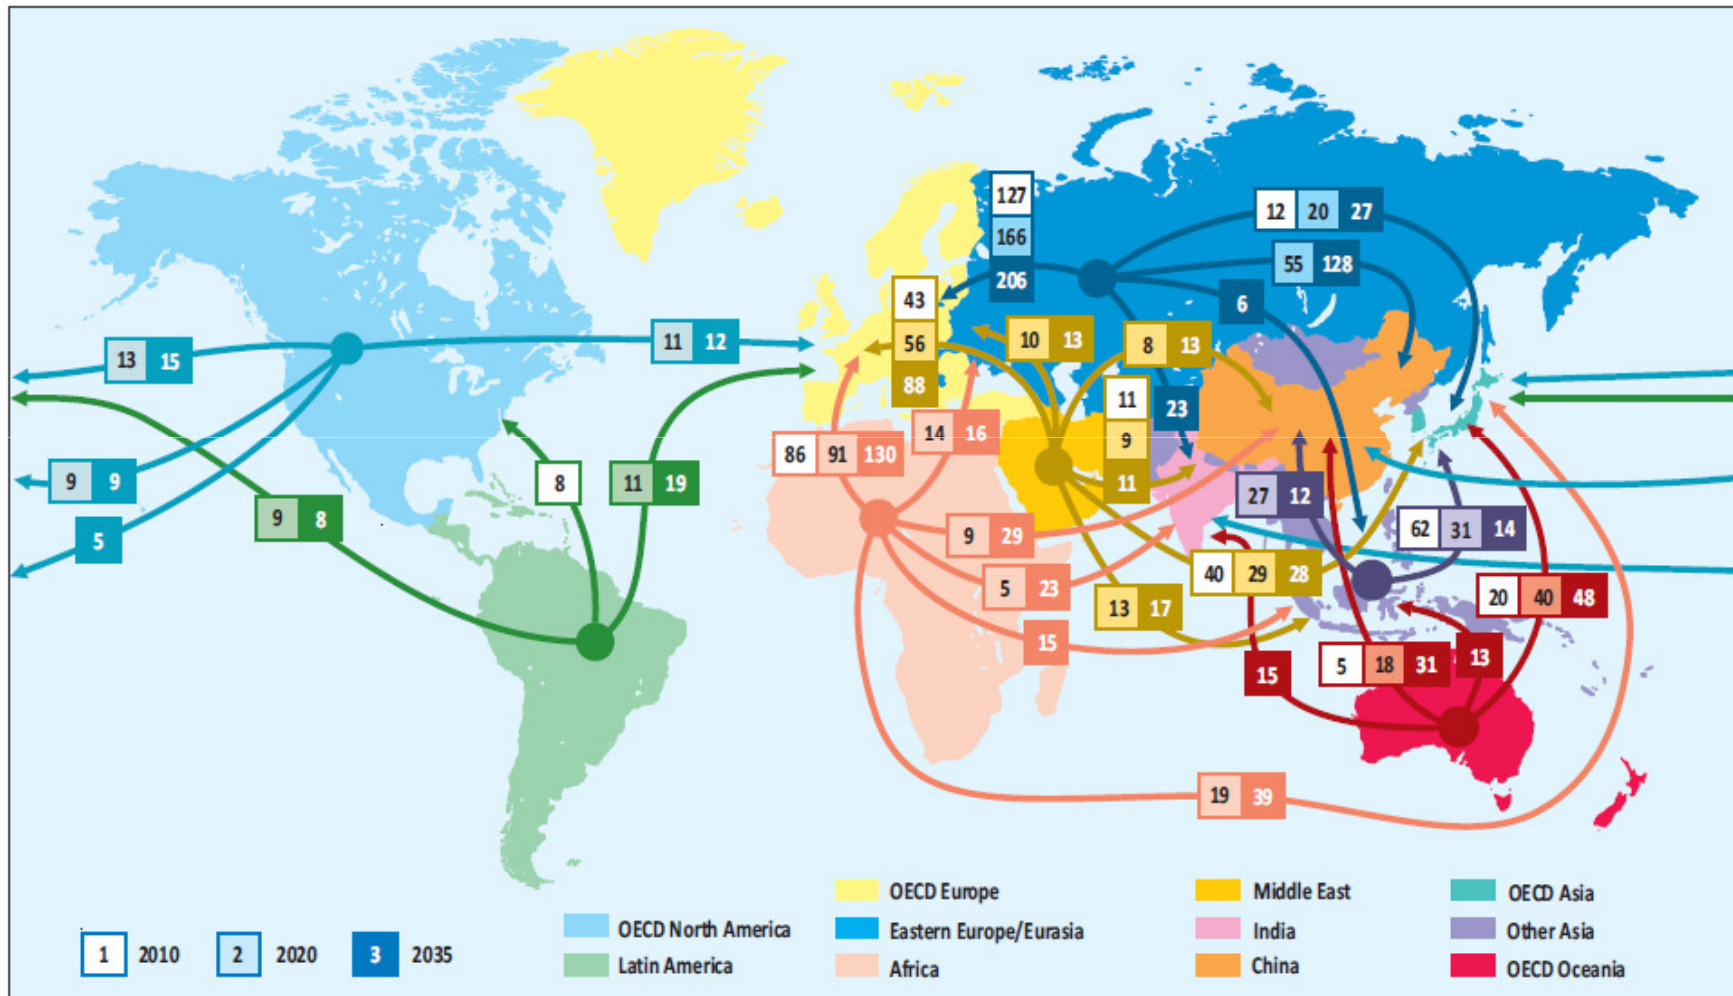 127
166
206
12 20 27
55 128
6
43
56
88
10 13
8 13
11
9
11
23
13 15
11 12
9 9
5
9 8
8
11 19
86 91 130
14 16
9 29
5 23
15
40 29 28
13 17
27 12
62 31 14
20 40 48
5 18 31
13
15
19 39
1 2010
2 2020
3 2035
OECD North America
Latin America
OECD Europe
Eastern Europe/Eurasia
Africa
Middle East
India
China
OECD Asia
Other Asia
OECD Oceania